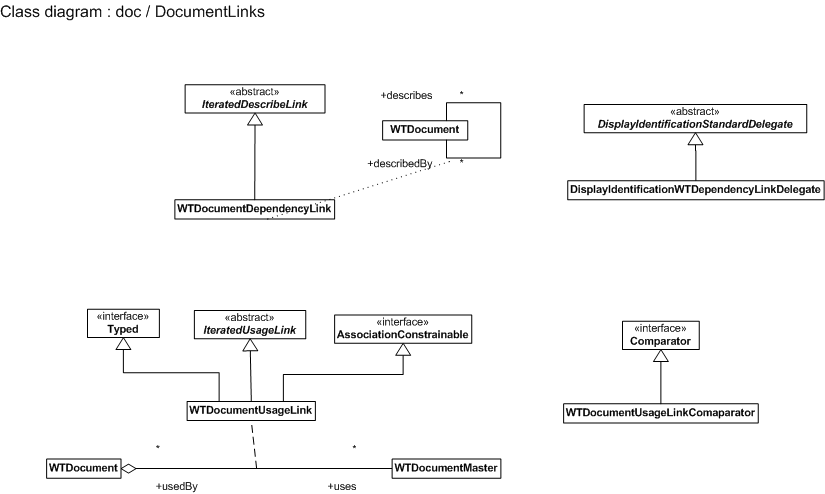 Class diagram : doc / DocumentLinks
«abstract»
IteratedDescribeLink
+describes
*
WTDocument
+describedBy
*
WTDocumentDependencyLink
«abstract»
DisplayIdentificationStandardDelegate
DisplayIdentificationWTDependencyLinkDelegate
«interface»
Typed
«abstract»
IteratedUsageLink
«interface»
AssociationConstrainable
WTDocumentUsageLink
«interface»
Comparator
WTDocumentUsageLinkComaparator
*
*
WTDocument
WTDocumentMaster
+usedBy
+uses